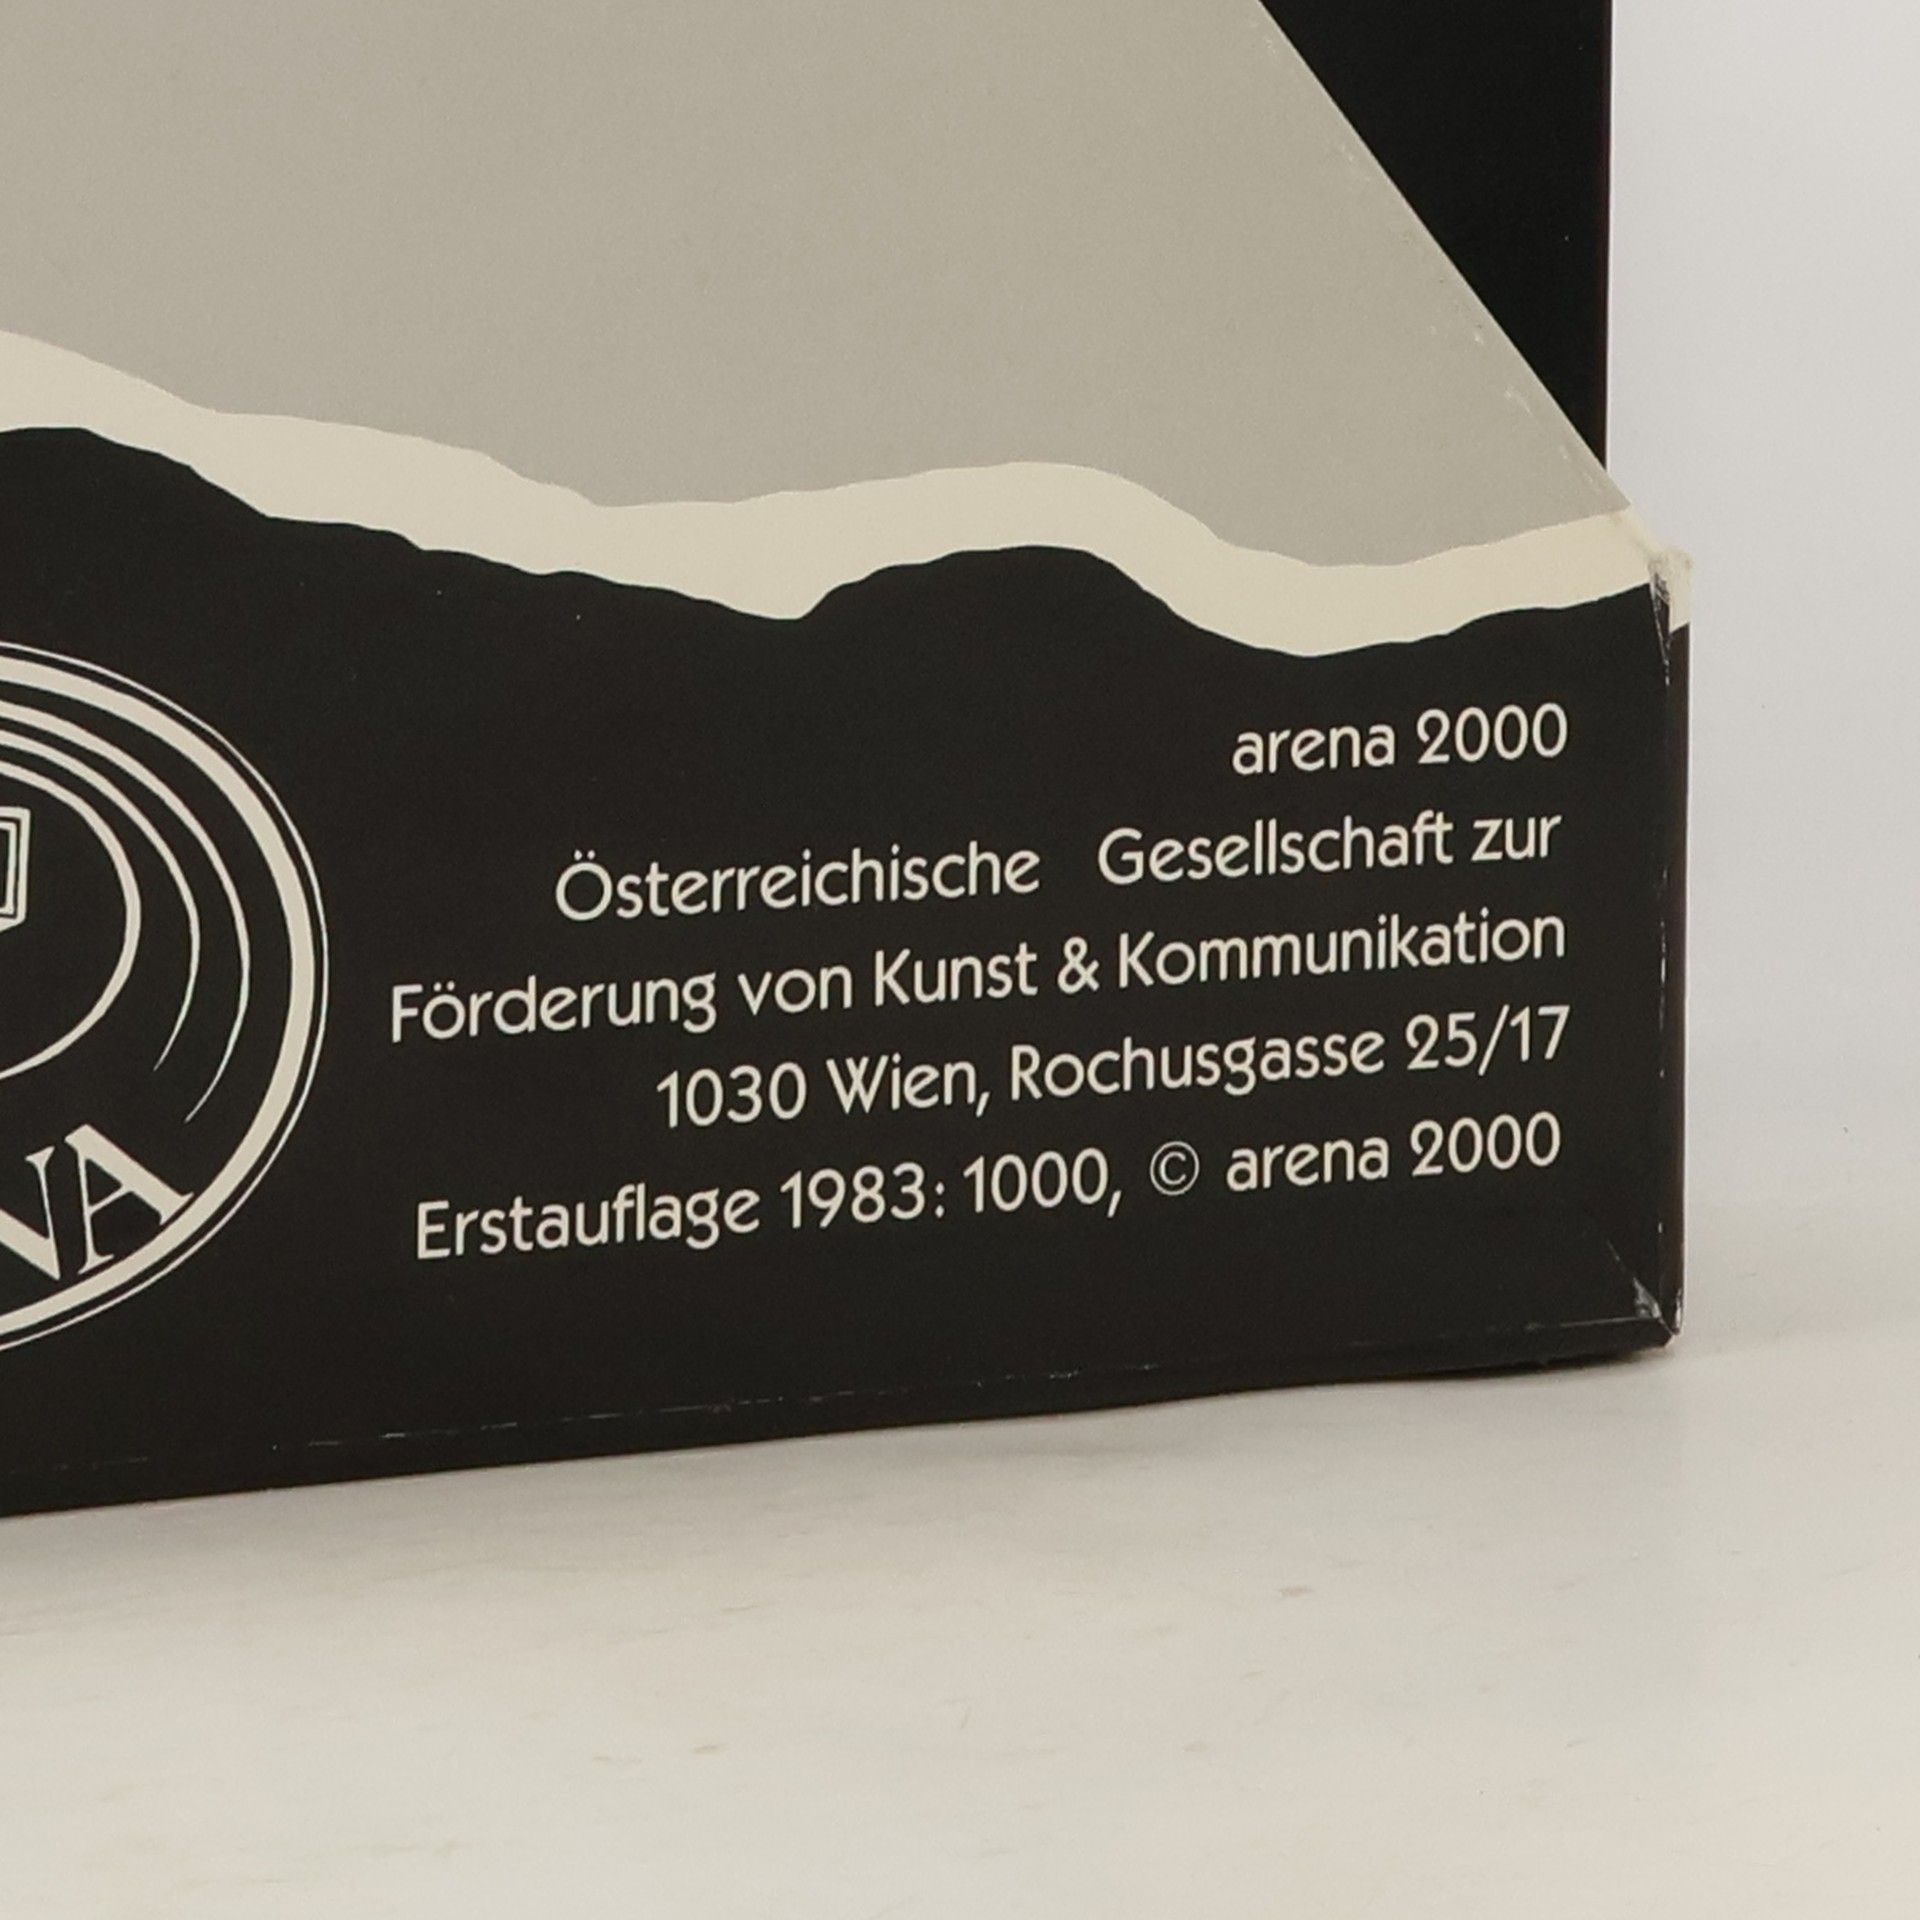 arena 2000
Österreichische Gesellschaft zur
Förderung von Kunst & Kommunikation
1030 Wien, Rochusgasse 25/17
Erstauflage 1983: 1000, © arena 2000